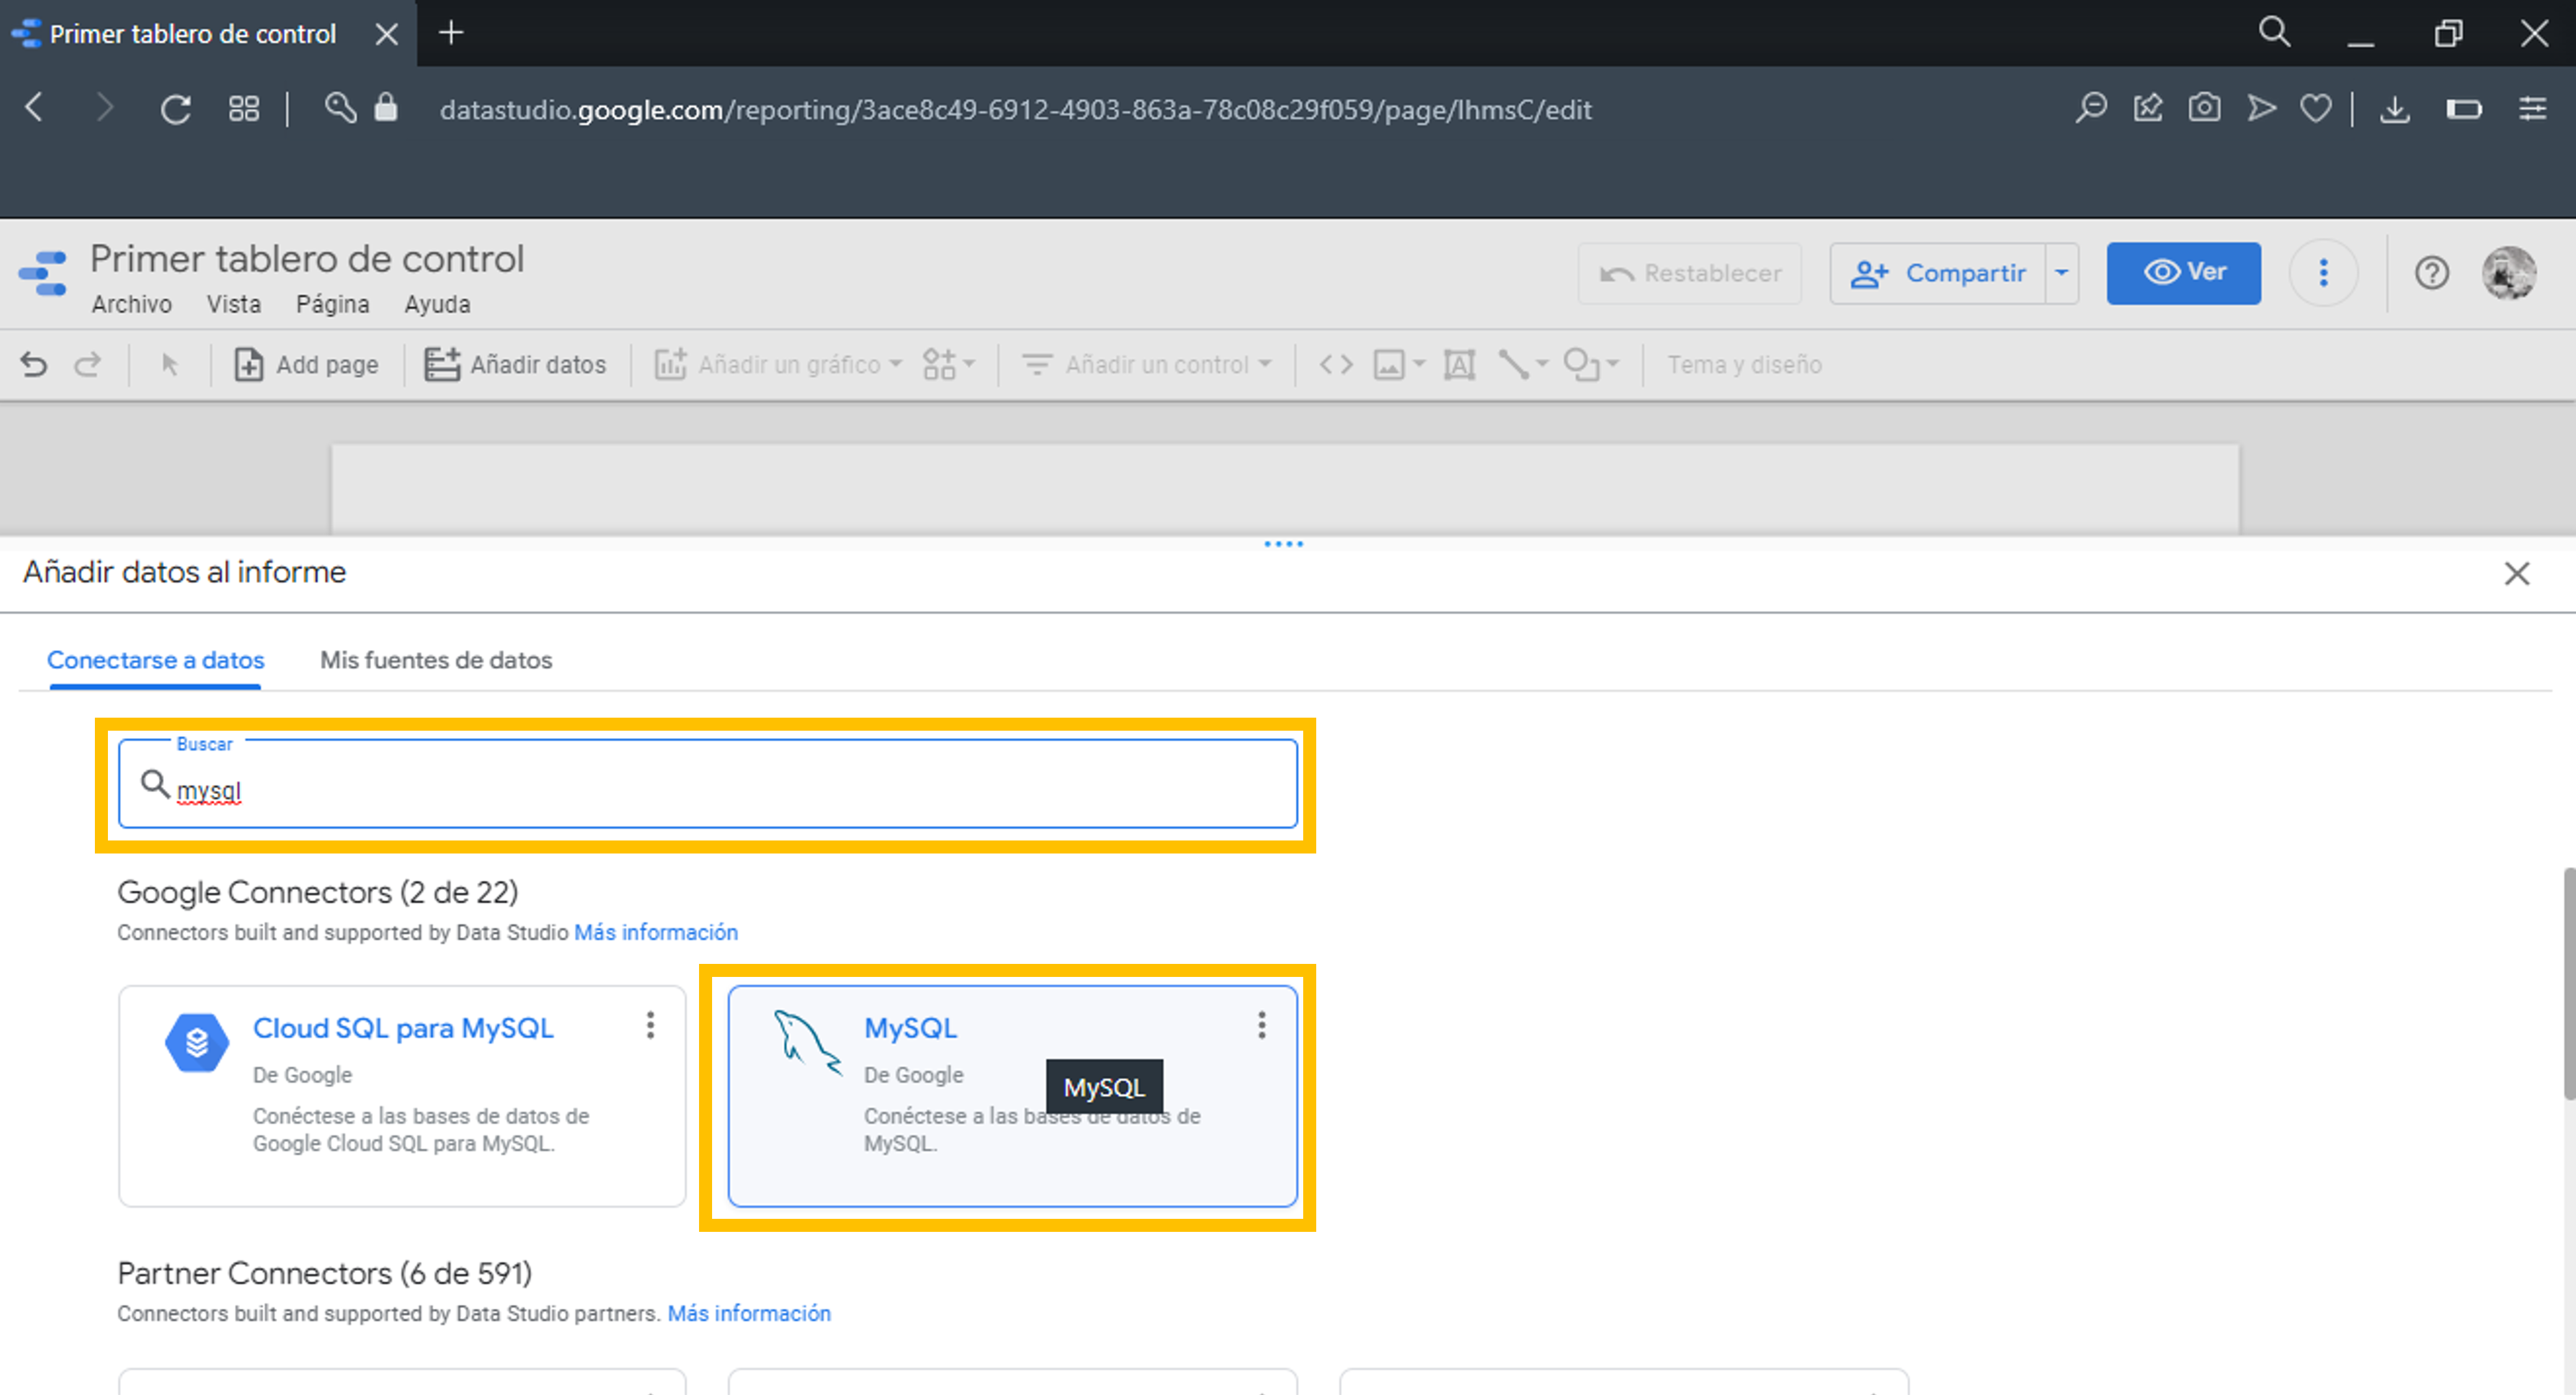 Primer tablero de control
datastudio.google.com/reporting/3ace8c49-6912-4903-863a-78c08c29f059/page/lhmsC/edit
Primer tablero de control
Archivo Vista Página Ayuda
Restablecer Compartir Ver
Add page Añadir datos Añadir un gráfico Añadir un control Tema y diseño
Añadir datos al informe
Conectarse a datos Mis fuentes de datos
Buscar
mysql
Google Connectors (2 de 22)
Connectors built and supported by Data Studio Más información
Cloud SQL para MySQL
De Google
Conéctese a las bases de datos de
Google Cloud SQL para MySQL.
MySQL
De Google
MySQL
Conéctese a las bases de datos de
MySQL.
Partner Connectors (6 de 591)
Connectors built and supported by Data Studio partners. Más información